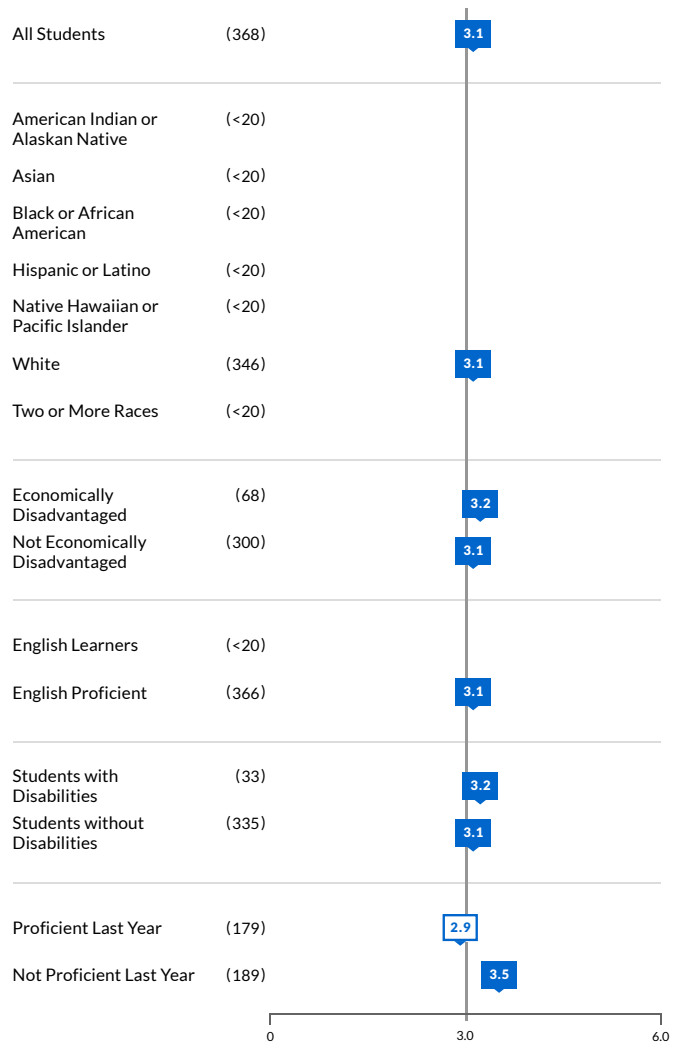 All Students (368) 3.1
American Indian or (<20)
Alaskan Native
Asian (<20)
Black or African (<20)
American
Hispanic or Latino (<20)
Native Hawaiian or (<20)
Pacific Islander
White (346) 3.1
Two or More Races (<20)
Economically (68) 3.2
Disadvantaged
Not Economically (300) 3.1
Disadvantaged
English Learners (<20)
English Proficient (366) 3.1
Students with (33) 3.2
Disabilities
Students without (335) 3.1
Disabilities
Proficient Last Year (179) 2.9
Not Proficient Last Year (189) 3.5
0 3.0 6.0